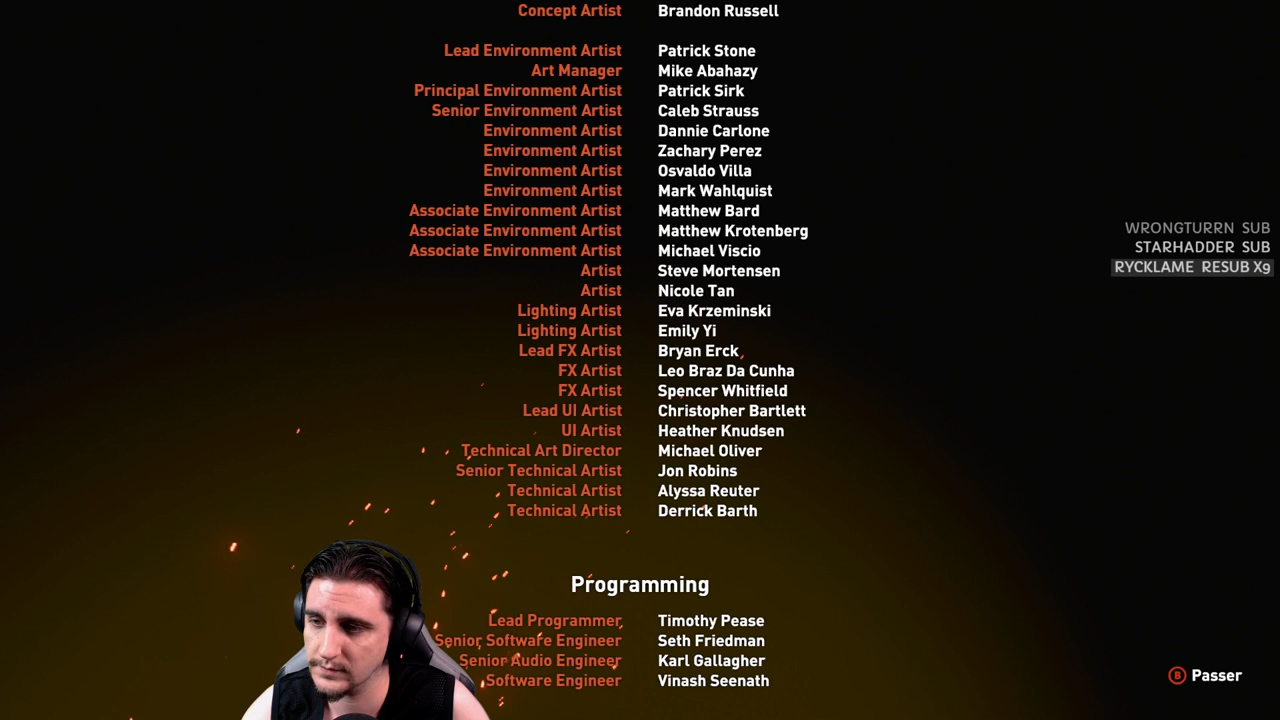 Concept Artist Brandon Russell
Lead Environment Artist Patrick Stone
Art Manager Mike Abahazy
Principal Environment Artist Patrick Sirk
Senior Environment Artist Caleb Strauss
Environment Artist Dannie Carlone
Environment Artist Zachary Perez
Environment Artist Osvaldo Villa
Environment Artist Mark Wahlquist
Associate Environment Artist Matthew Bard
Associate Environment Artist Matthew Krotenberg
Associate Environment Artist Michael Viscio
Artist Steve Mortensen
Artist Nicole Tan
Lighting Artist Eva Krzeminski
Lighting Artist Emily Yi
Lead FX Artist Bryan Erck
FX Artist Leo Braz Da Cunha
FX Artist Spencer Whitfield
Lead UI Artist Christopher Bartlett
UI Artist Heather Knudsen
Technical Art Director Michael Oliver
Senior Technical Artist Jon Robins
Technical Artist Alyssa Reuter
Technical Artist Derrick Barth
Programming
Lead Programmer Timothy Pease
Senior Software Engineer Seth Friedman
Senior Audio Engineer Karl Gallagher
Software Engineer Vinash Seenath
WRONGTURRN SUB
STARHADDER SUB
RYCKLAME RESUB X9
B Passer